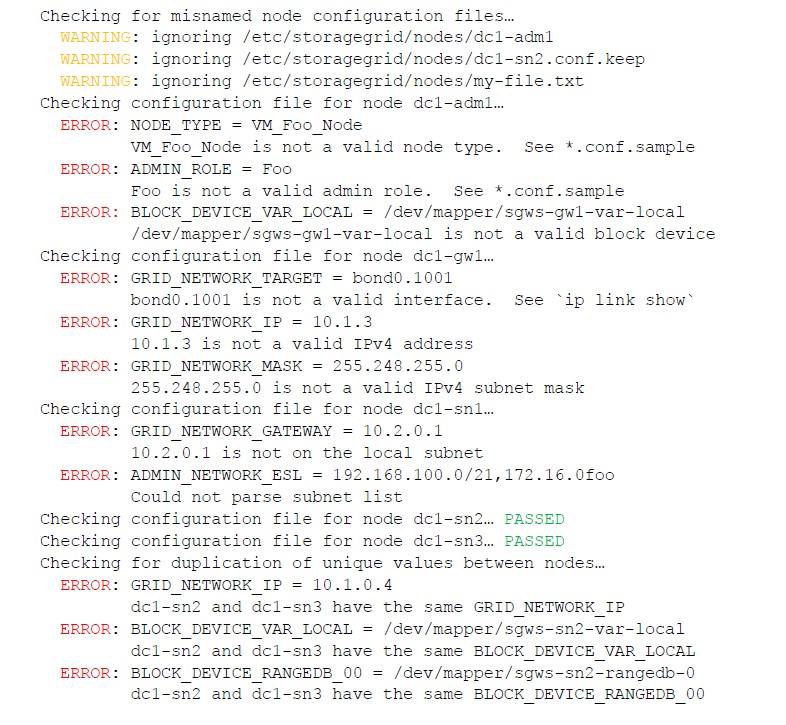 Checking for misnamed node configuration files…
WARNING: ignoring /etc/storagegrid/nodes/dc1-adm1
WARNING: ignoring /etc/storagegrid/nodes/dc1-sn2.conf.keep
WARNING: ignoring /etc/storagegrid/nodes/my-file.txt
Checking configuration file for node dc1-adm1…
ERROR: NODE_TYPE = VM_Foo_Node
VM_Foo_Node is not a valid node type.  See *.conf.sample
ERROR: ADMIN_ROLE = Foo
Foo is not a valid admin role.  See *.conf.sample
ERROR: BLOCK_DEVICE_VAR_LOCAL = /dev/mapper/sgws-gw1-var-local
/dev/mapper/sgws-gw1-var-local is not a valid block device
Checking configuration file for node dc1-gw1…
ERROR: GRID_NETWORK_TARGET = bond0.1001
bond0.1001 is not a valid interface.  See `ip link show`
ERROR: GRID_NETWORK_IP = 10.1.3
10.1.3 is not a valid IPv4 address
ERROR: GRID_NETWORK_MASK = 255.248.255.0
255.248.255.0 is not a valid IPv4 subnet mask
Checking configuration file for node dc1-sn1…
ERROR: GRID_NETWORK_GATEWAY = 10.2.0.1
10.2.0.1 is not on the local subnet
ERROR: ADMIN_NETWORK_ESL = 192.168.100.0/21,172.16.0foo
Could not parse subnet list
Checking configuration file for node dc1-sn2… PASSED
Checking configuration file for node dc1-sn3… PASSED
Checking for duplication of unique values between nodes…
ERROR: GRID_NETWORK_IP = 10.1.0.4
dc1-sn2 and dc1-sn3 have the same GRID_NETWORK_IP
ERROR: BLOCK_DEVICE_VAR_LOCAL = /dev/mapper/sgws-sn2-var-local
dc1-sn2 and dc1-sn3 have the same BLOCK_DEVICE_VAR_LOCAL
ERROR: BLOCK_DEVICE_RANGEDB_00 = /dev/mapper/sgws-sn2-rangedb-0
dc1-sn2 and dc1-sn3 have the same BLOCK_DEVICE_RANGEDB_00